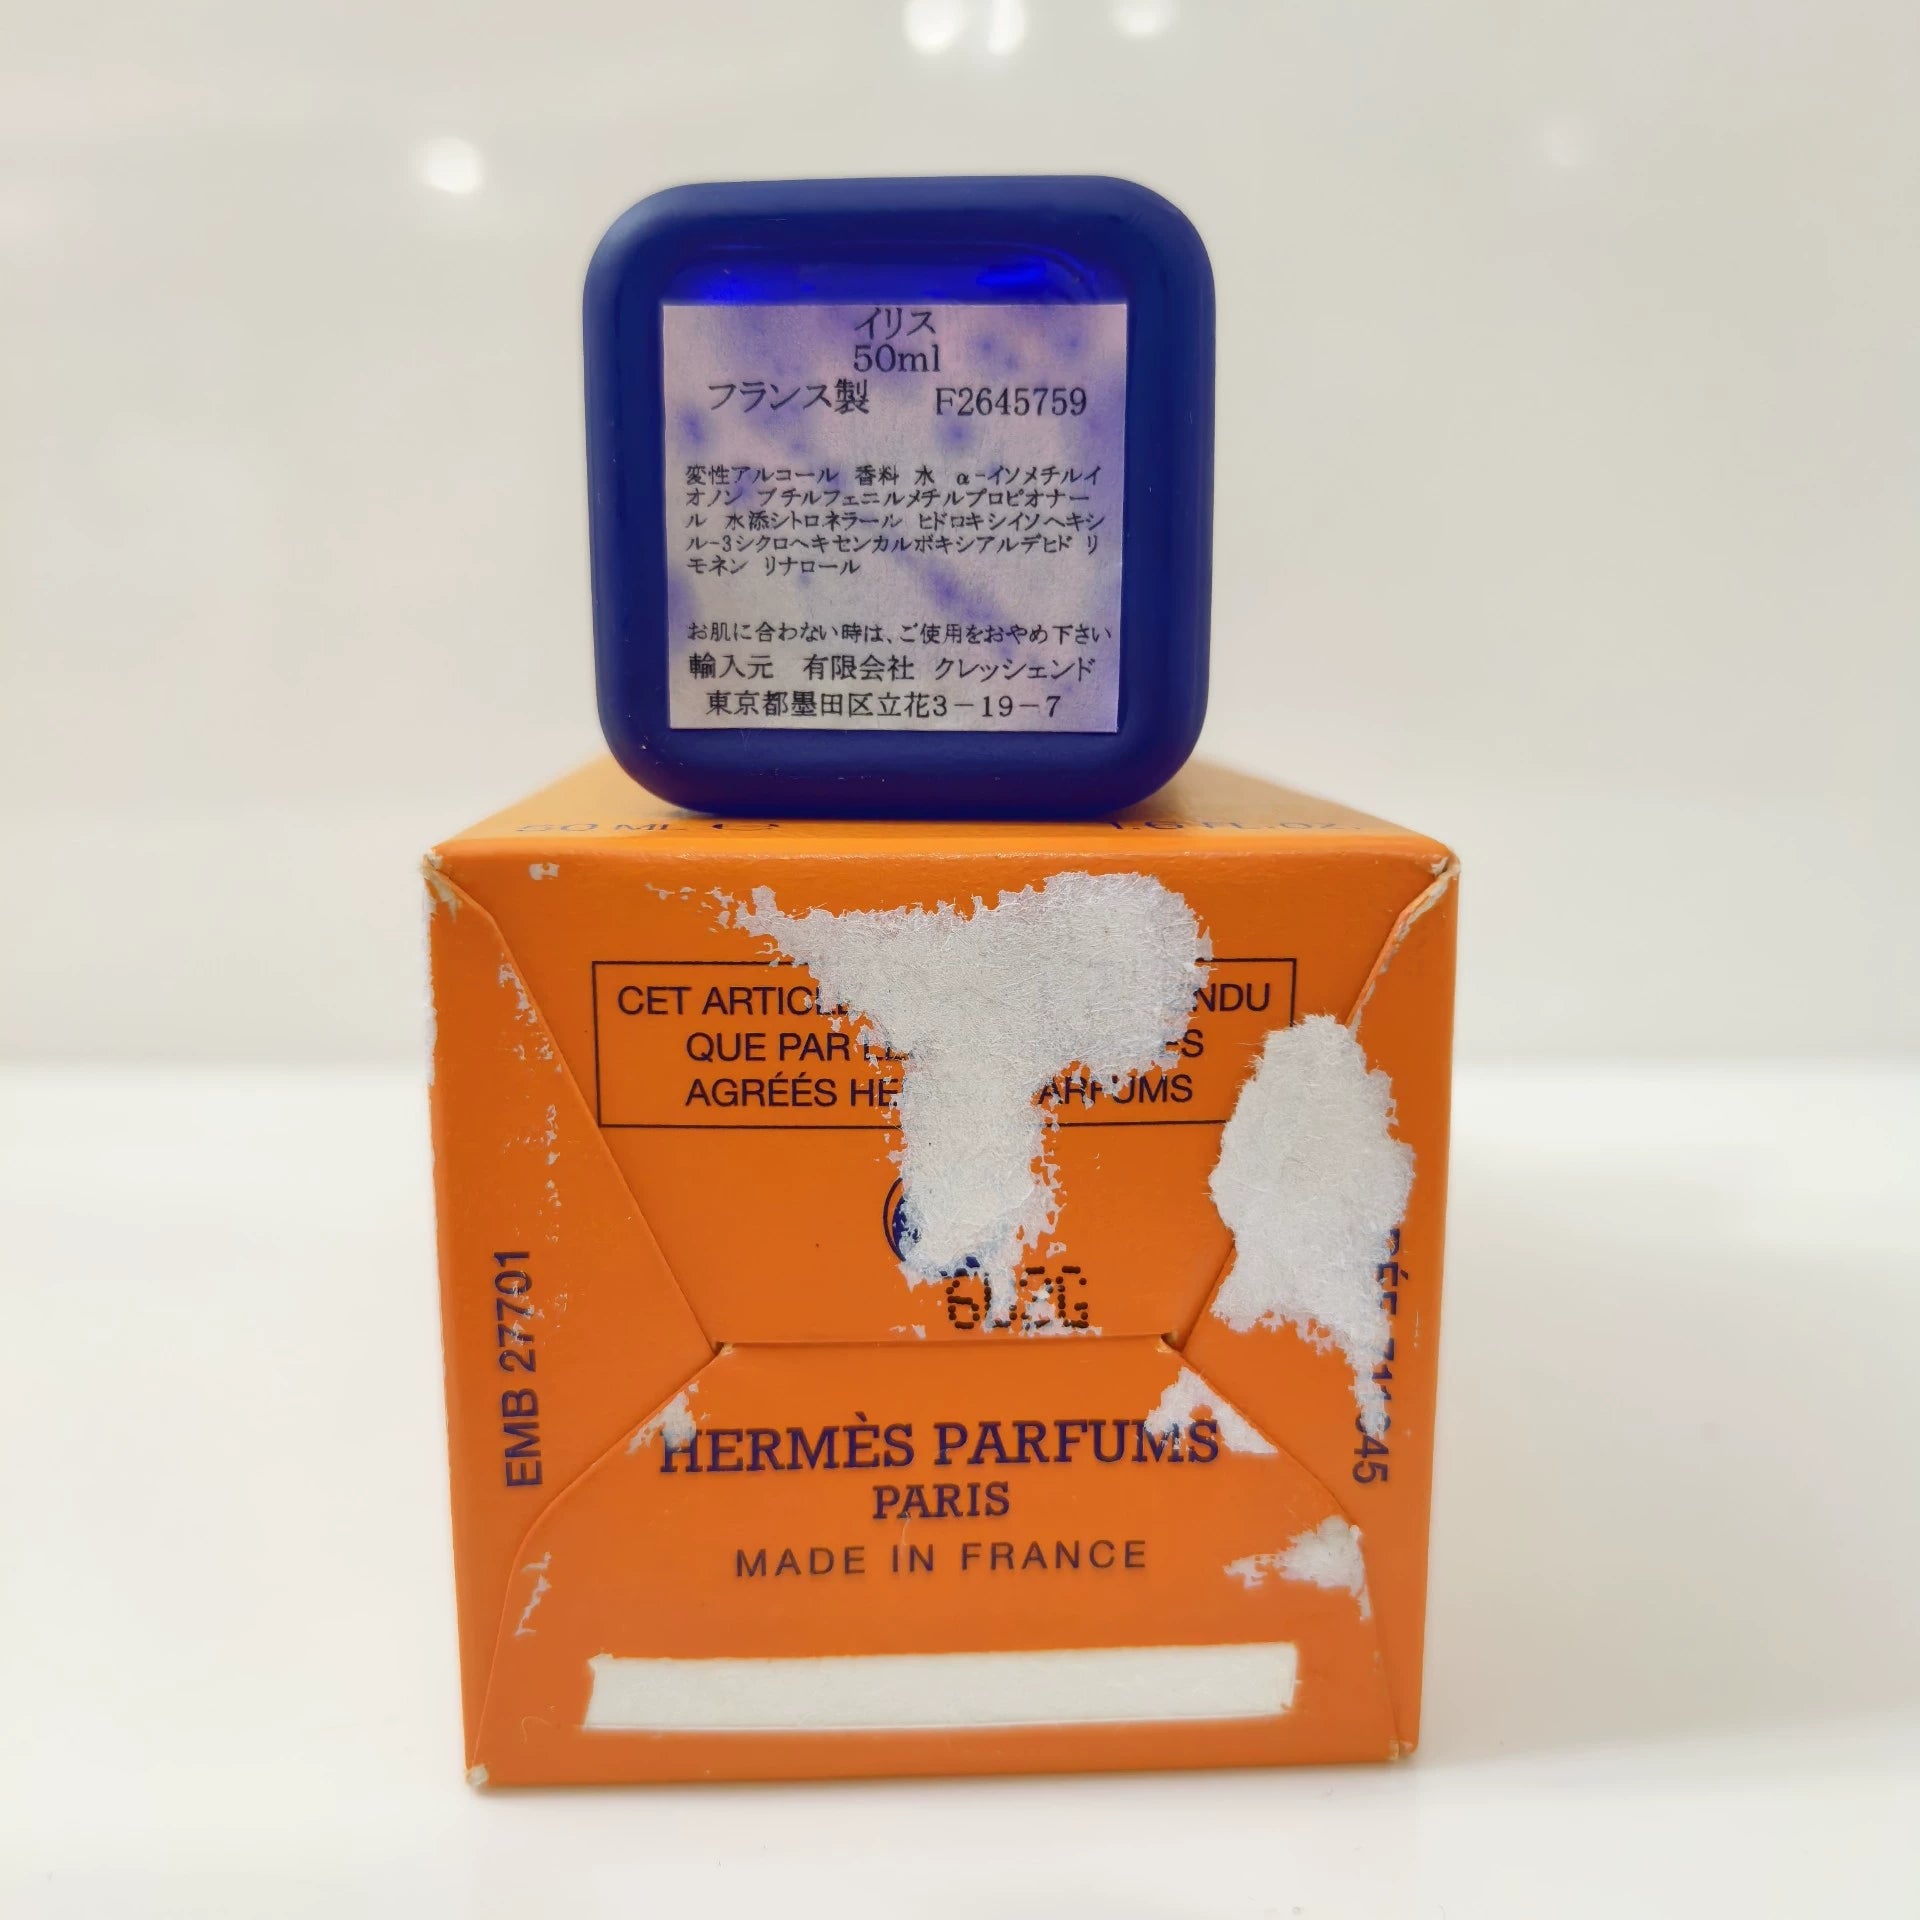 イリス
50ml
フランス製 F2645759
変性アルコール 香料 水 α-イソメチルイ
オノン ブチルフェニルメチルプロピオナー
ル 水添シトロネラール ヒドロキシイソヘキシ
ル-3シクロヘキセンカルボキシアルデヒド リ
モネン リナロール
お肌に合わない時は、ご使用をおやめ下さい
輸入元 有限会社 クレッシェンド
東京都墨田区立花3-19-7
50 ML 1.6 FL.OZ.
CET
QUE PAR
AGRÉÉS
HERMÈS PARFUMS
PARIS
MADE IN FRANCE
EMB 27701